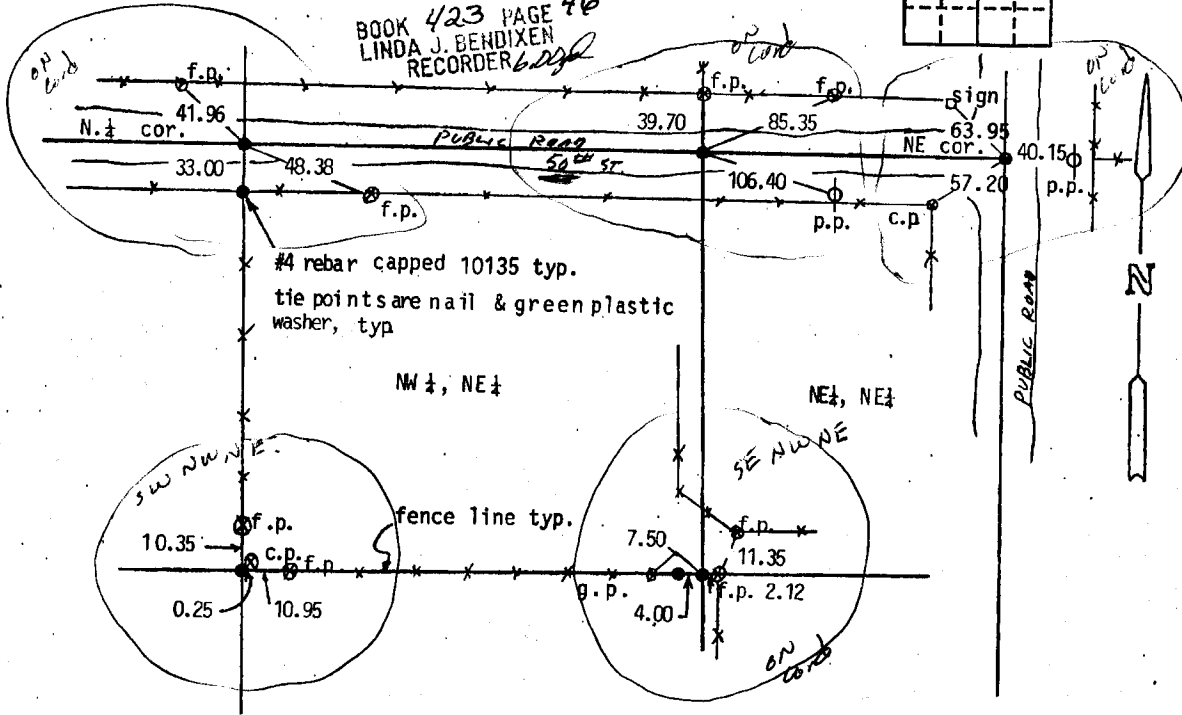 BOOK 423 PAGE 46
LINDA J. BENDIXEN
RECORDER
ON cord
ON cord
ON cord
f.p.
f.p.
f.p.
sign
41.96
39.70
85.35
63.95
N.¼ cor.
PUBLIC ROAD
NE cor.
40.15
33.00
48.38
50th ST.
106.40
57.20
p.p.
f.p.
p.p.
c.p
#4 rebar capped 10135 typ.
tie points are nail & green plastic
washer, typ
N
PUBLIC ROAD
NW ¼, NE¼
NE¼, NE¼
SW NW NE
SE NW NE
f.p.
fence line typ.
f.p.
10.35
c.p.
f.p.
7.50
11.35
g.p.
f.p. 2.12
0.25
10.95
4.00
ON cord